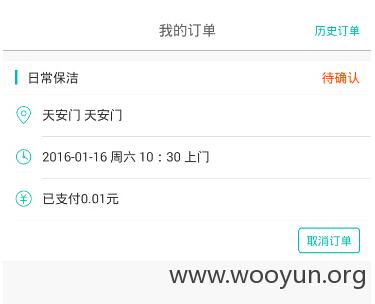 我的订单 历史订单
日常保洁 待确认
天安门 天安门
2016-01-16 周六 10：30 上门
已支付0.01元
取消订单
www.wooyun.org